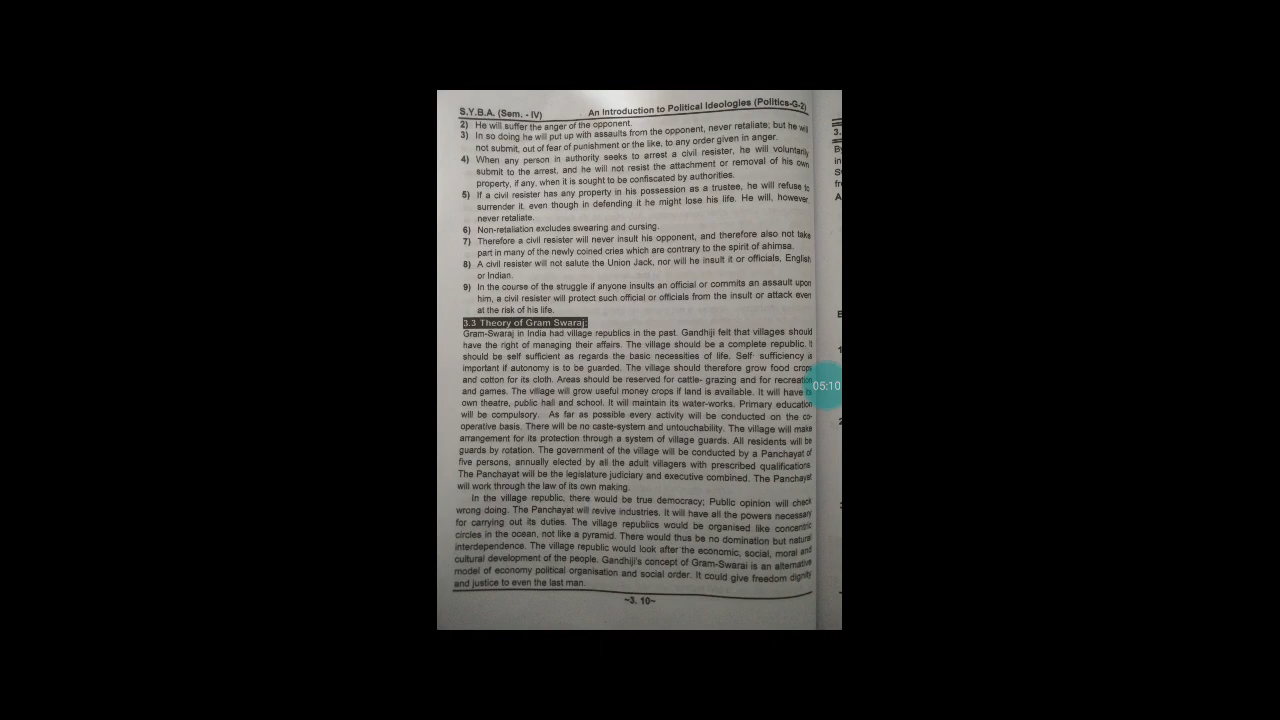 S.Y.B.A. (Sem. - IV) An Introduction to Political Ideologies (Politics-G-2)
2) He will suffer the anger of the opponent.
3) In so doing he will put up with assaults from the opponent, never retaliate; but he will
not submit, out of fear of punishment or the like, to any order given in anger.
4) When any person in authority seeks to arrest a civil resister, he will voluntarily
submit to the arrest, and he will not resist the attachment or removal of his own
property, if any, when it is sought to be confiscated by authorities.
5) If a civil resister has any property in his possession as a trustee, he will refuse to
surrender it, even though in defending it he might lose his life. He will, however,
never retaliate.
6) Non-retaliation excludes swearing and cursing.
7) Therefore a civil resister will never insult his opponent, and therefore also not take
part in many of the newly coined cries which are contrary to the spirit of ahimsa.
8) A civil resister will not salute the Union Jack, nor will he insult it or officials, English
or Indian.
9) In the course of the struggle if anyone insults an official or commits an assault upon
him, a civil resister will protect such official or officials from the insult or attack even
at the risk of his life.
3.3 Theory of Gram Swaraj:
Gram-Swaraj in India had village republics in the past. Gandhiji felt that villages should
have the right of managing their affairs. The village should be a complete republic. It
should be self sufficient as regards the basic necessities of life. Self sufficiency is
important if autonomy is to be guarded. The village should therefore grow food crops
and cotton for its cloth. Areas should be reserved for cattle- grazing and for recreation
and games. The village will grow useful money crops if land is available. It will have its
own theatre, public hall and school. It will maintain its water-works. Primary education
will be compulsory. As far as possible every activity will be conducted on the co-
operative basis. There will be no caste-system and untouchability. The village will make
arrangement for its protection through a system of village guards. All residents will be
guards by rotation. The government of the village will be conducted by a Panchayat of
five persons, annually elected by all the adult villagers with prescribed qualifications.
The Panchayat will be the legislature judiciary and executive combined. The Panchayat
will work through the law of its own making.
In the village republic, there would be true democracy; Public opinion will check
wrong doing. The Panchayat will revive industries. It will have all the powers necessary
for carrying out its duties. The village republics would be organised like concentric
circles in the ocean, not like a pyramid. There would thus be no domination but natural
interdependence. The village republic would look after the economic, social, moral and
cultural development of the people. Gandhiji's concept of Gram-Swarai is an alternative
model of economy political organisation and social order. It could give freedom dignity
and justice to even the last man.
~3. 10~
05:10